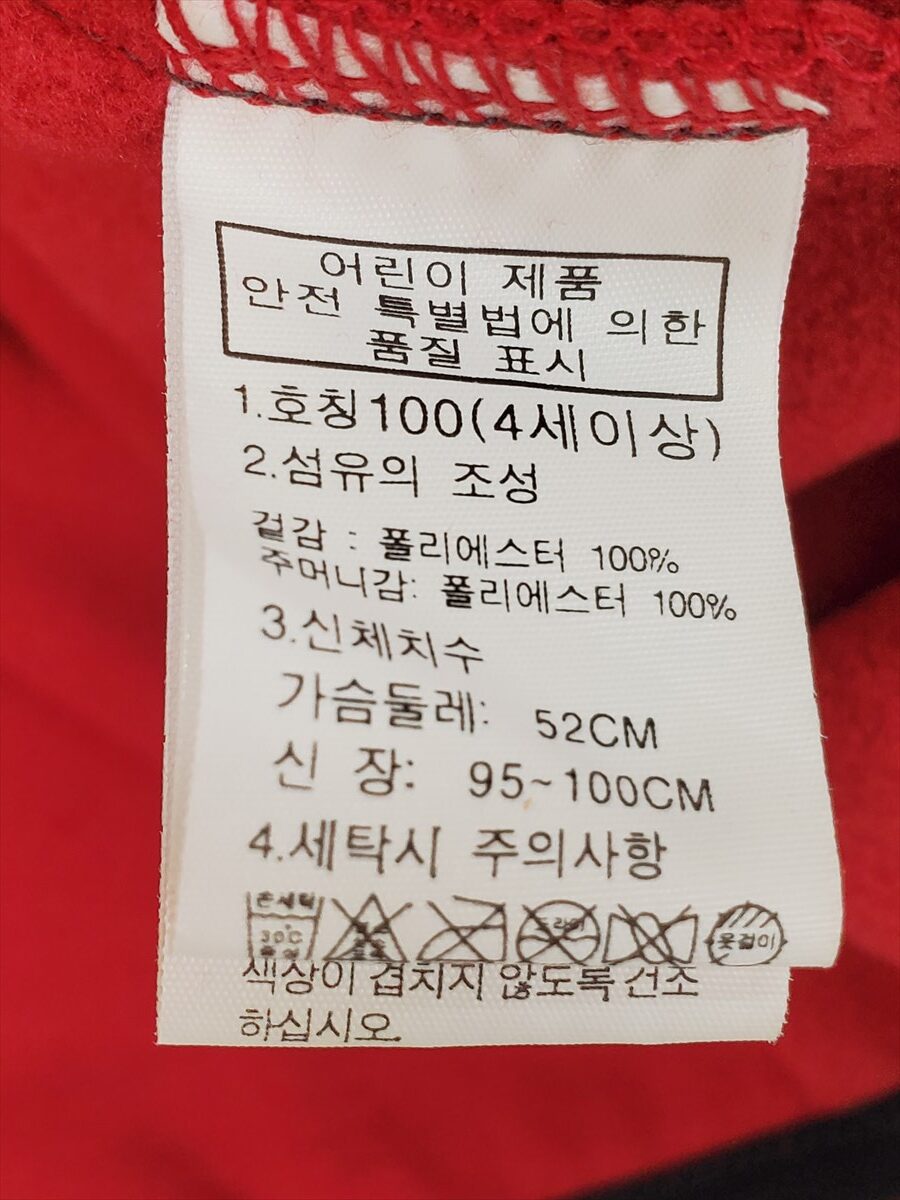 어린이 제품
안전 특별법에 의한
품질 표시
1.호칭100(4세이상)
2.섬유의 조성
겉감 : 폴리에스터 100%
주머니감: 폴리에스터 100%
3.신체치수
가슴둘레: 52CM
신 장: 95~100CM
4.세탁시 주의사항
손세탁
30°C
중성
드라이
옷걸이
색상이 겹치지 않도록 건조
하십시오.